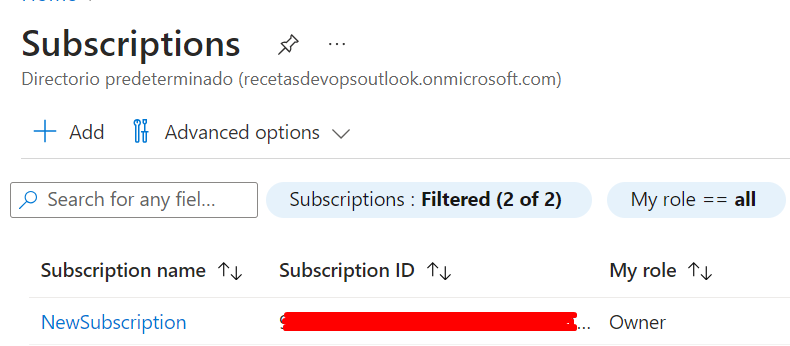 Subscriptions
Directorio predeterminado (recetasdevopsoutlook.onmicrosoft.com)
Add Advanced options
Search for any fiel... Subscriptions : Filtered (2 of 2) My role == all
Subscription name Subscription ID My role
NewSubscription ... Owner